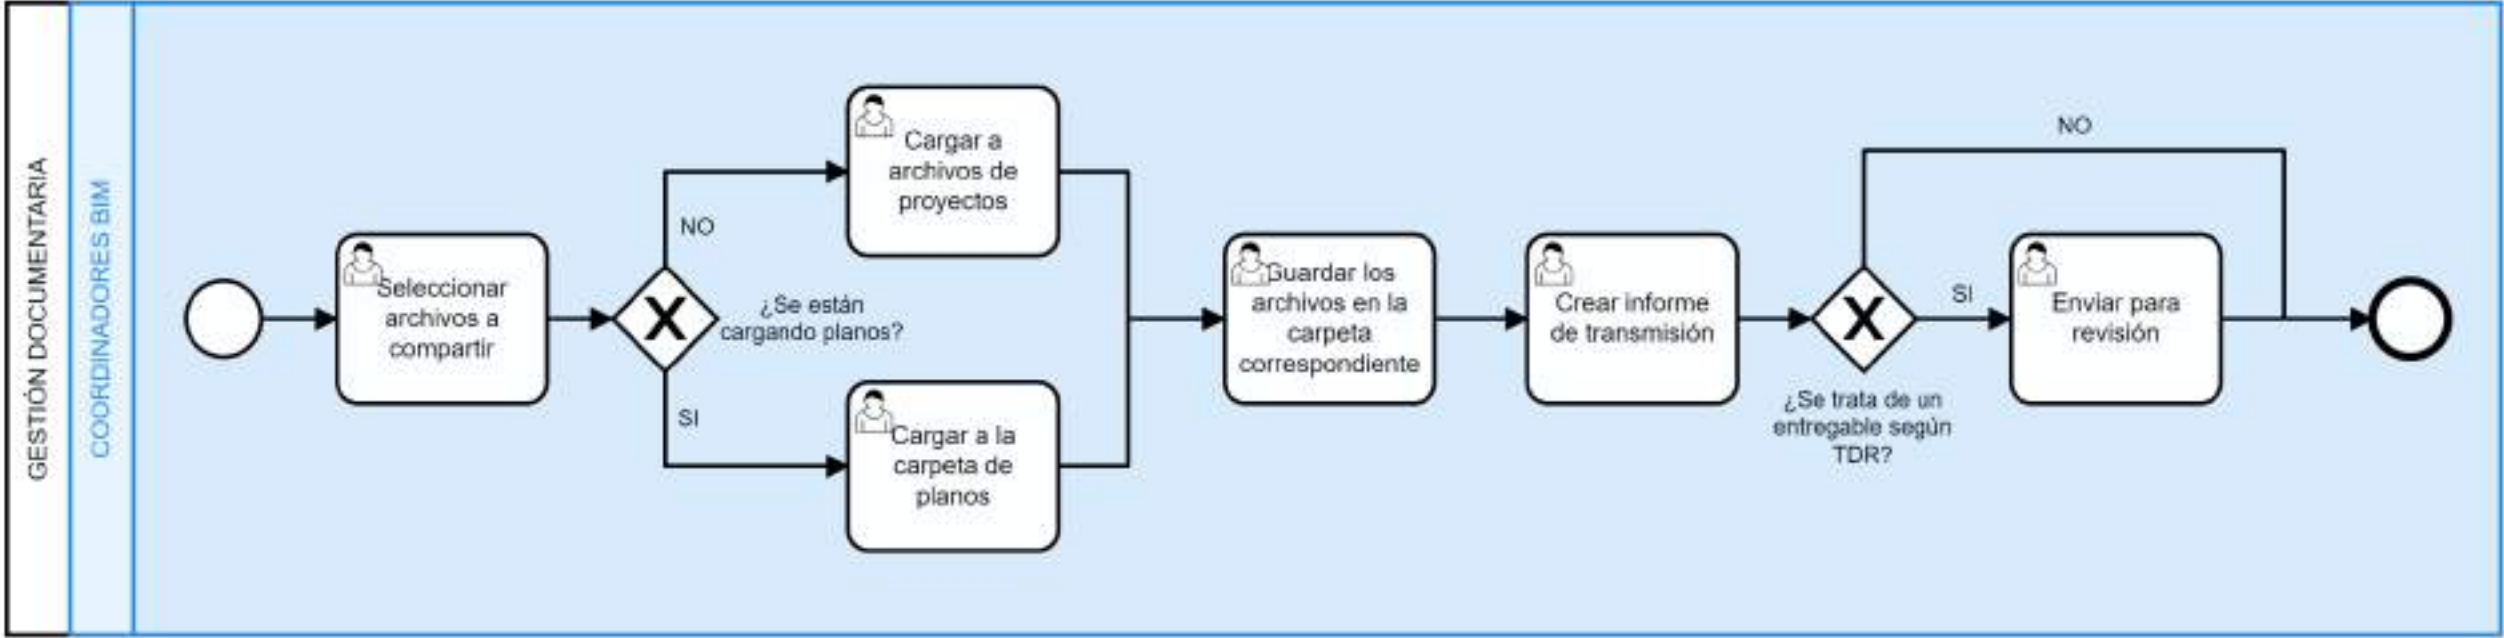 GESTIÓN DOCUMENTARIA
COORDINADORES BIM
Seleccionar
archivos a
compartir
NO
¿Se están
cargando planos?
SI
Cargar a
archivos de
proyectos
Cargar a la
carpeta de
planos
Guardar los
archivos en la
carpeta
correspondiente
Crear informe
de transmisión
NO
SI
¿Se trata de un
entregable según
TDR?
Enviar para
revisión